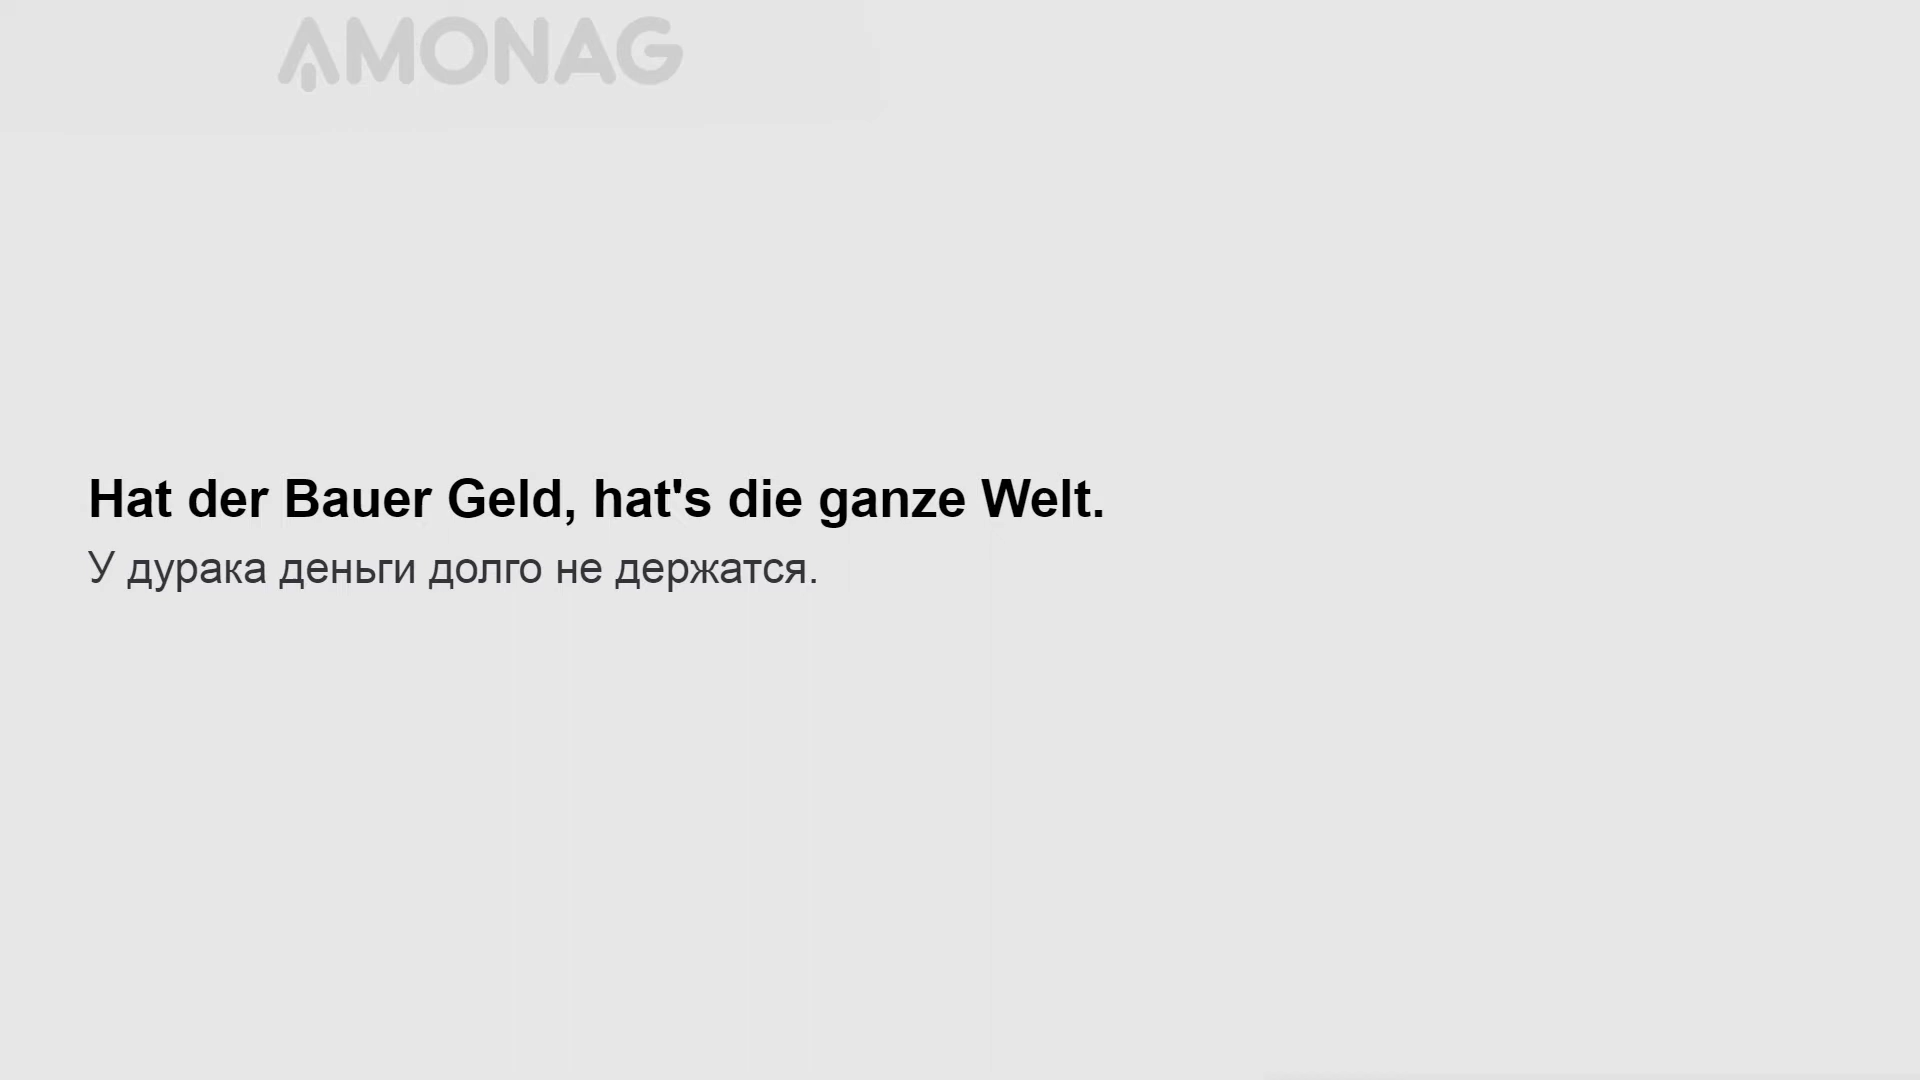 AMONAG
Hat der Bauer Geld, hat's die ganze Welt.
У дурака деньги долго не держатся.